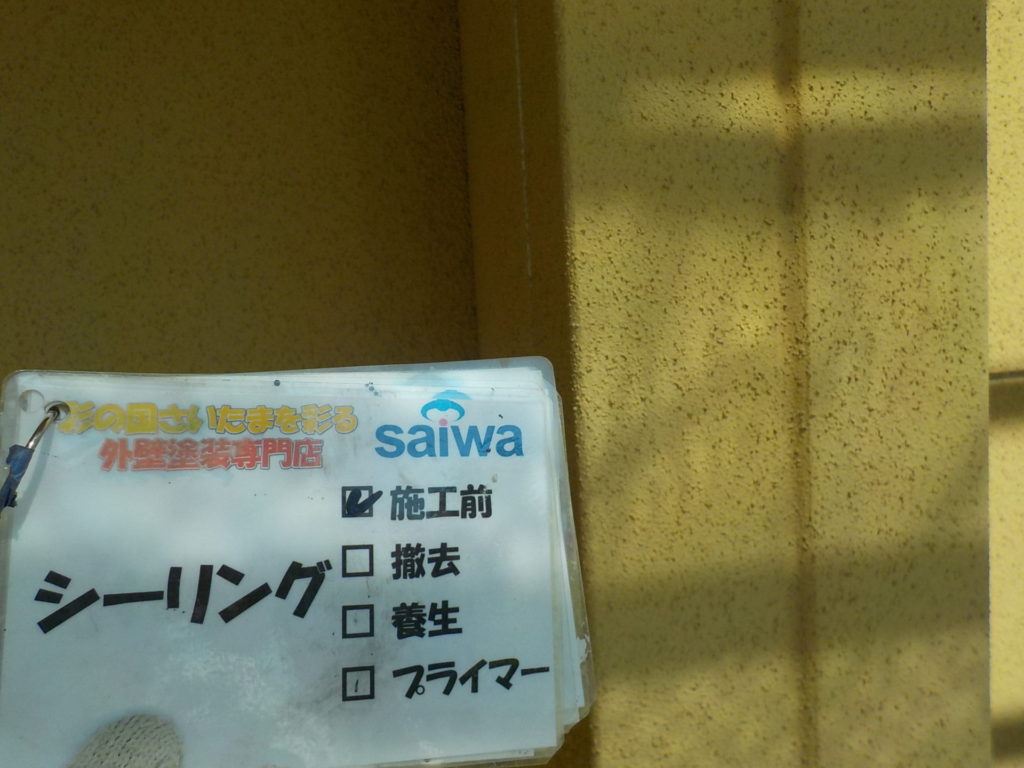 彩の国さいたまを彩る
外壁塗装専門店
saiwa
シーリング
施工前
撤去
養生
プライマー